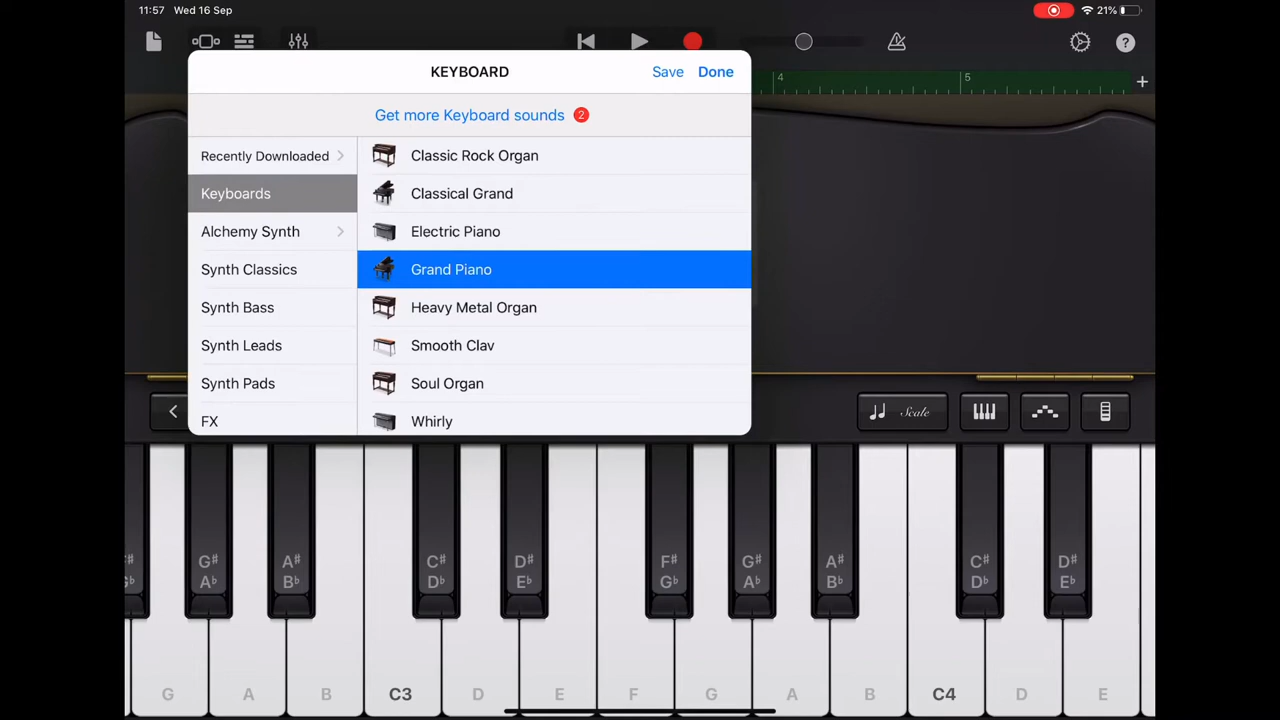 11:57 Wed 16 Sep
21%
KEYBOARD
Save Done
4 5
Get more Keyboard sounds 2
Recently Downloaded
Keyboards
Alchemy Synth
Synth Classics
Synth Bass
Synth Leads
Synth Pads
FX
Classic Rock Organ
Classical Grand
Electric Piano
Grand Piano
Heavy Metal Organ
Smooth Clav
Soul Organ
Whirly
Scale
G♯ A♯ C♯ D♯ F♯ G♯ A♯ C♯ D♯
A♭ B♭ D♭ E♭ G♭ A♭ B♭ D♭ E♭
G A B C3 D E F G A B C4 D E